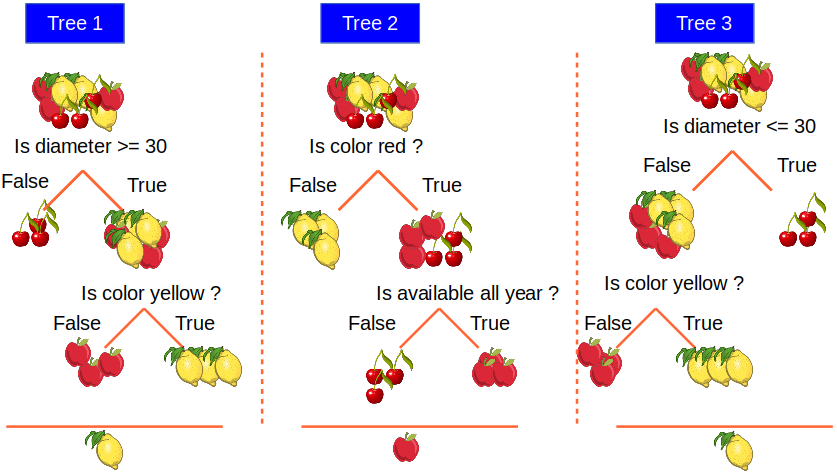 Tree 1
Is diameter >= 30
False
True
Is color yellow ?
False
True
Tree 2
Is color red ?
False
True
Is available all year ?
False
True
Tree 3
Is diameter <= 30
False
True
Is color yellow ?
False
True